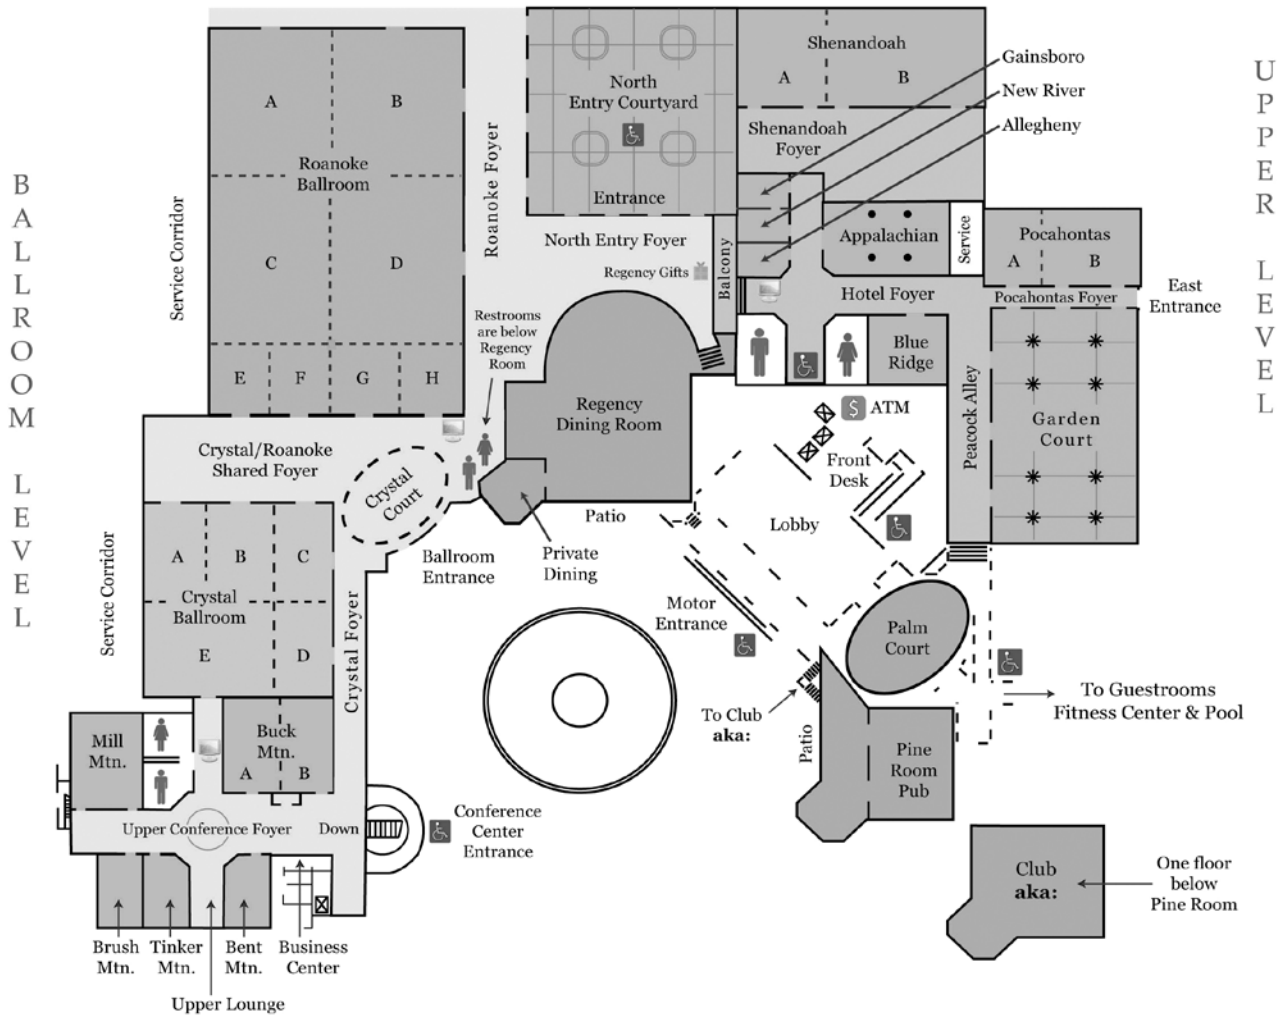 BALLROOM LEVEL
UPPER LEVEL
Service Corridor
A
B
Roanoke
Ballroom
C
D
E
F
G
H
Roanoke Foyer
North
Entry Courtyard
Entrance
North Entry Foyer
Regency Gifts
Balcony
Shenandoah
A
B
Shenandoah
Foyer
Gainsboro
New River
Allegheny
Appalachian
Service
Pocahontas
A
B
Hotel Foyer
Pocahontas Foyer
East
Entrance
Blue
Ridge
Peacock Alley
Garden
Court
Restrooms
are below
Regency
Room
Regency
Dining Room
$
ATM
Front
Desk
Lobby
Crystal/Roanoke
Shared Foyer
Crystal
Court
Patio
Private
Dining
Ballroom
Entrance
Service Corridor
A
B
C
Crystal
Ballroom
E
D
Crystal Foyer
Motor
Entrance
Palm
Court
To Club
aka:
Patio
To Guestrooms
Fitness Center & Pool
Pine
Room
Pub
Mill
Mtn.
Buck
Mtn.
A
B
Upper Conference Foyer
Down
Conference
Center
Entrance
Club
aka:
One floor
below
Pine Room
Brush
Mtn.
Tinker
Mtn.
Bent
Mtn.
Business
Center
Upper Lounge